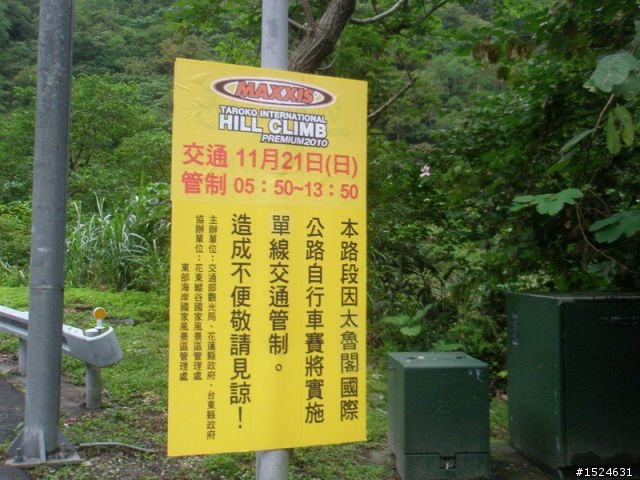 MAXXIS
TAROKO INTERNATIONAL
HILL CLIMB
PREMIUM2010
交通 11月21日(日)
管制 05：50~13：50
本路段因太魯閣國際
公路自行車賽將實施
單線交通管制。
造成不便敬請見諒！
主辦單位：交通部觀光局、花蓮縣政府、台東縣政府
協辦單位：花東縱谷國家風景區管理處
東部海岸國家風景區管理處
#1524631